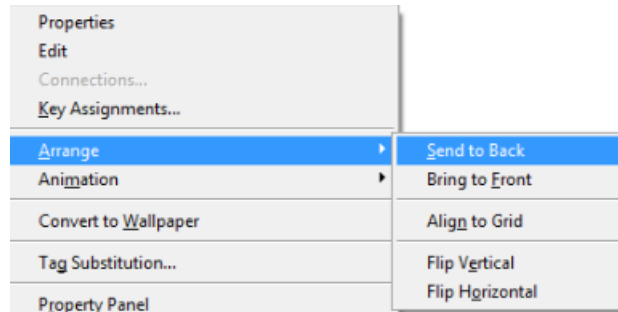 Properties
Edit
Connections...
Key Assignments...
Arrange
Animation
Convert to Wallpaper
Tag Substitution...
Property Panel
Send to Back
Bring to Front
Align to Grid
Flip Vertical
Flip Horizontal